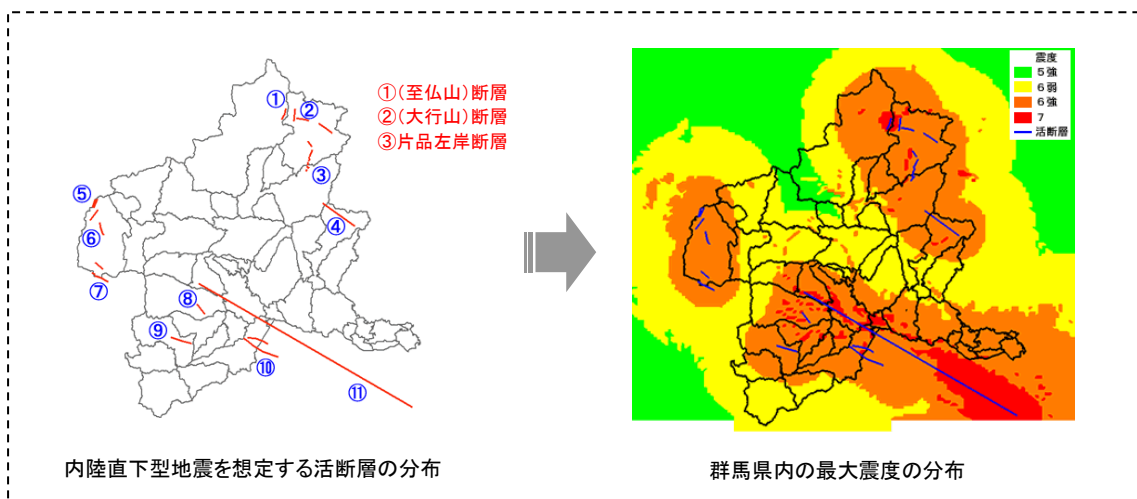 ①(至仏山)断層
②(大行山)断層
③片品左岸断層
①
②
③
④
⑤
⑥
⑦
⑧
⑨
⑩
⑪
内陸直下型地震を想定する活断層の分布
震度
5強
6弱
6強
7
活断層
群馬県内の最大震度の分布